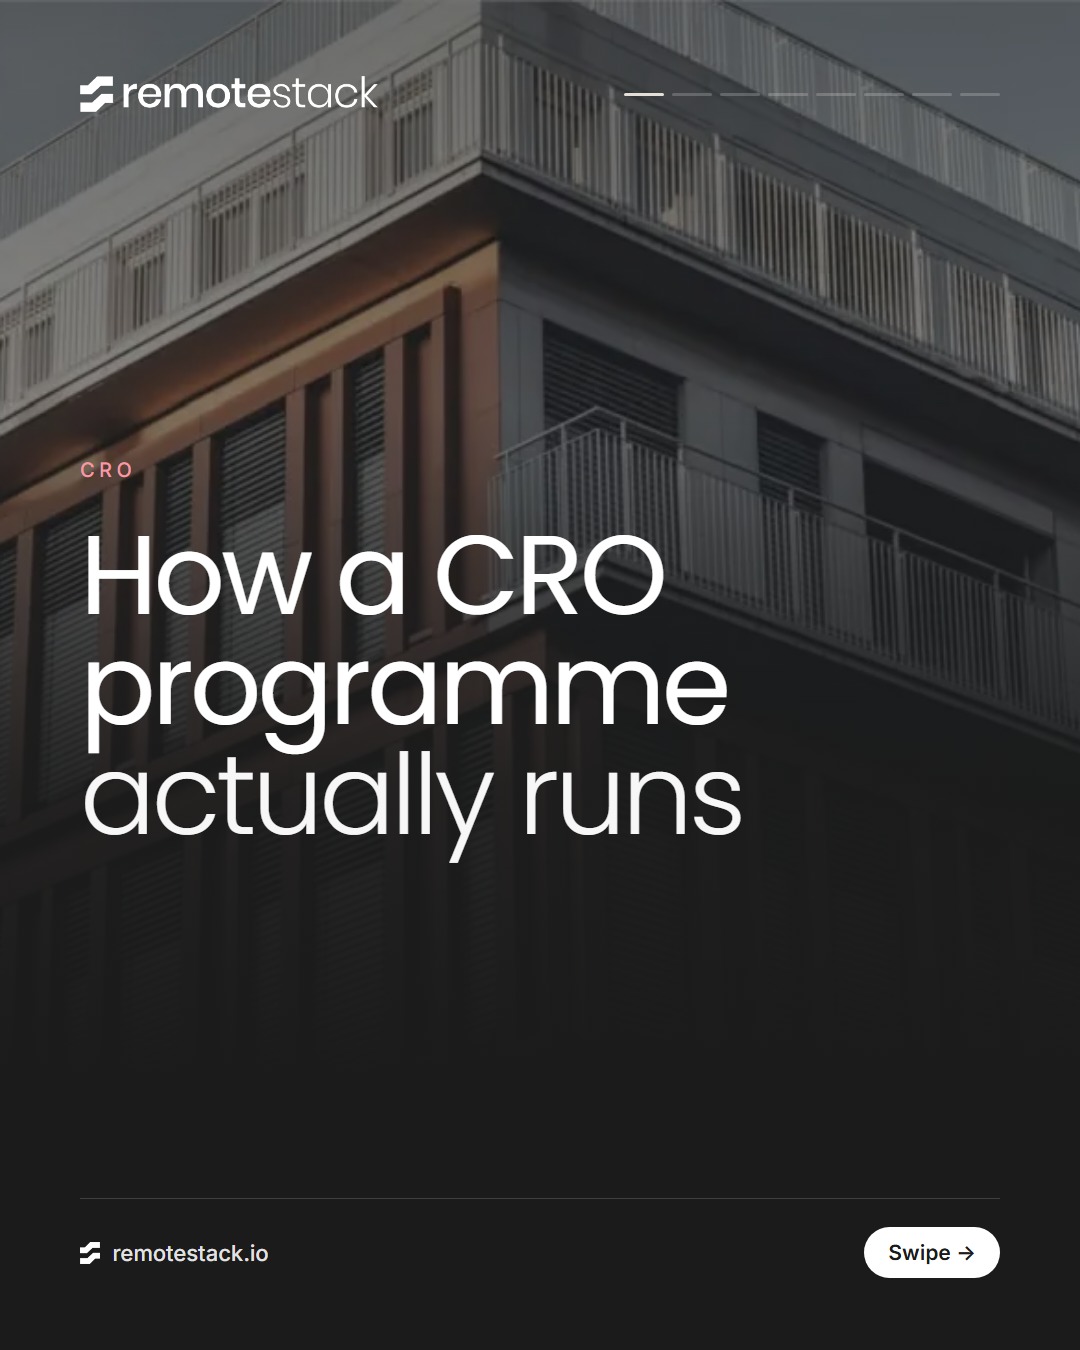 remotestack
CRO
How a CRO
programme
actually runs
remotestack.io
Swipe →